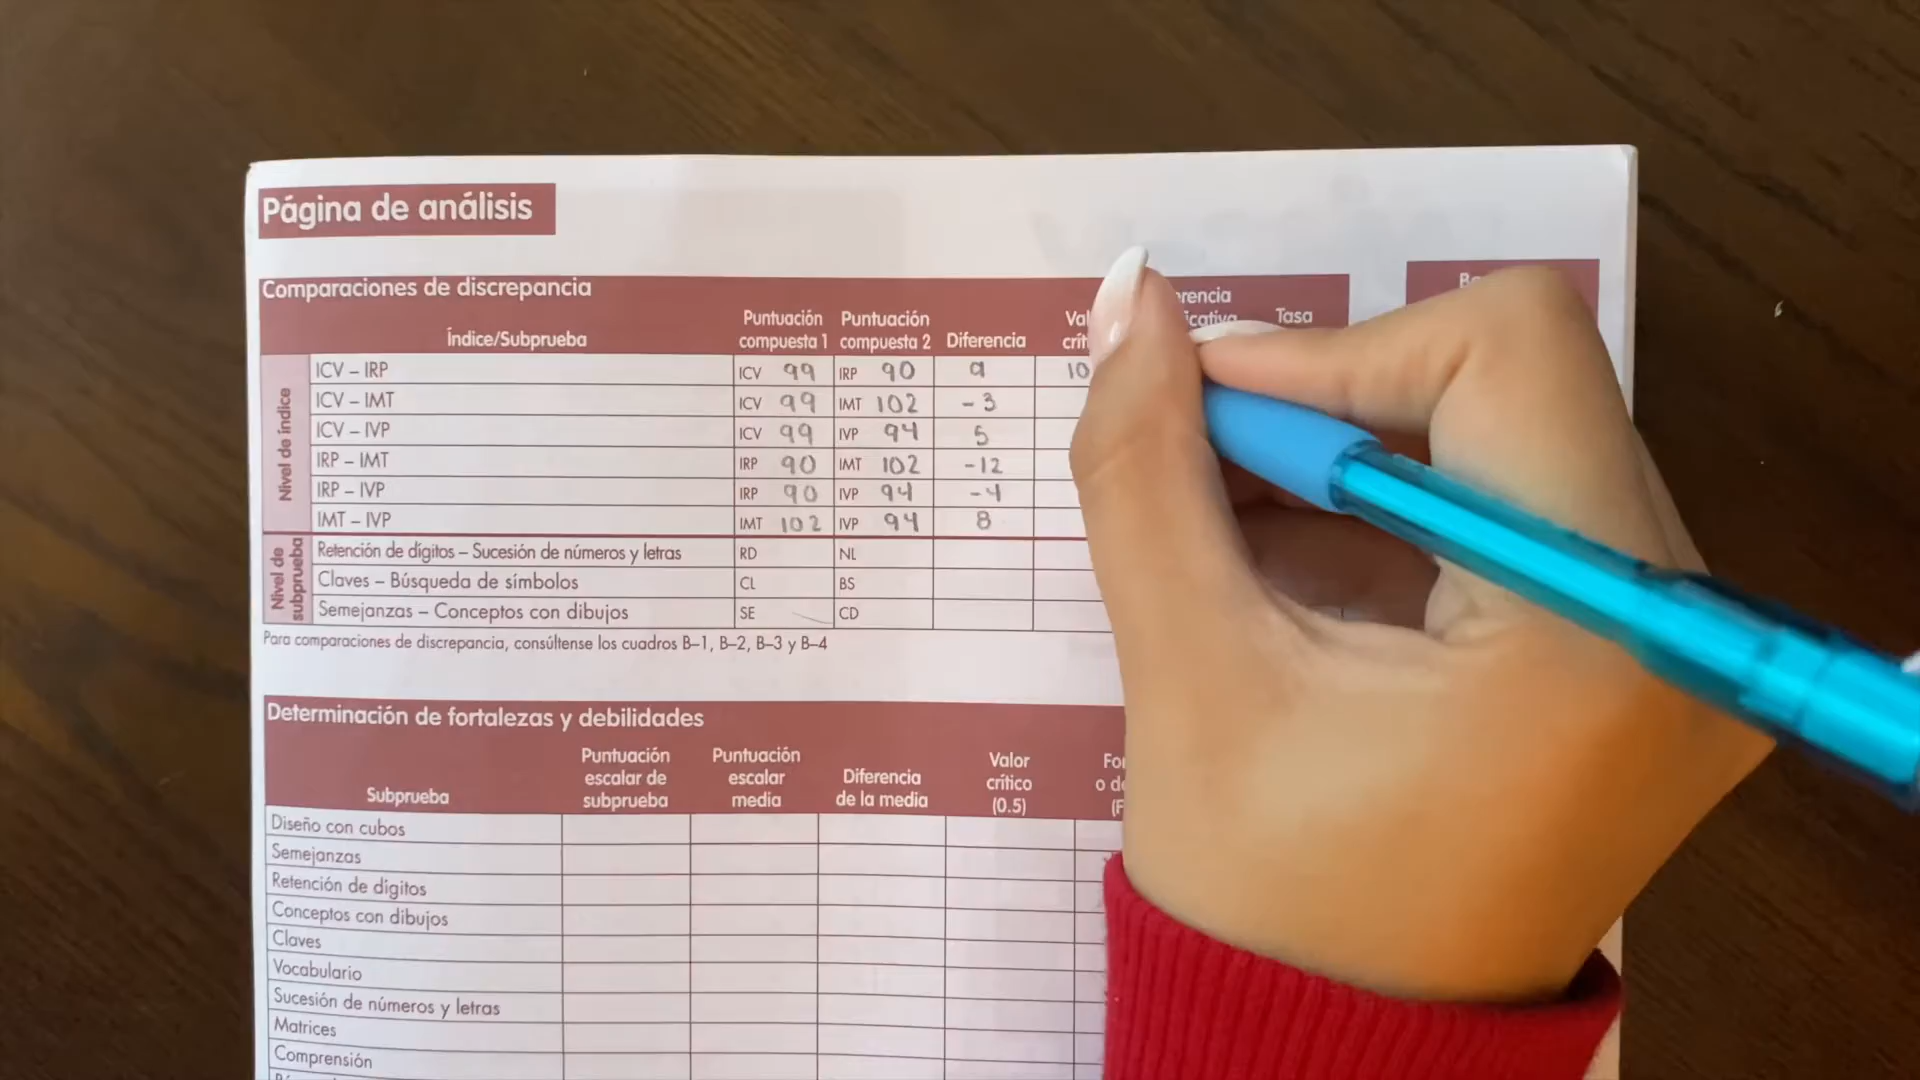 Página de análisis
Comparaciones de discrepancia
Índice/Subprueba Puntuación compuesta 1 Puntuación compuesta 2 Diferencia Tasa
Nivel de índice
ICV – IRP ICV 99 IRP 90 9 10
ICV – IMT ICV 99 IMT 102 -3
ICV – IVP ICV 99 IVP 94 5
IRP – IMT IRP 90 IMT 102 -12
IRP – IVP IRP 90 IVP 94 -4
IMT – IVP IMT 102 IVP 94 8
Nivel de subprueba
Retención de dígitos – Sucesión de números y letras RD NL
Claves – Búsqueda de símbolos CL BS
Semejanzas – Conceptos con dibujos SE CD
Para comparaciones de discrepancia, consúltense los cuadros B–1, B–2, B–3 y B–4
Determinación de fortalezas y debilidades
Subprueba Puntuación escalar de subprueba Puntuación escalar media Diferencia de la media Valor crítico (0.5)
Diseño con cubos
Semejanzas
Retención de dígitos
Conceptos con dibujos
Claves
Vocabulario
Sucesión de números y letras
Matrices
Comprensión